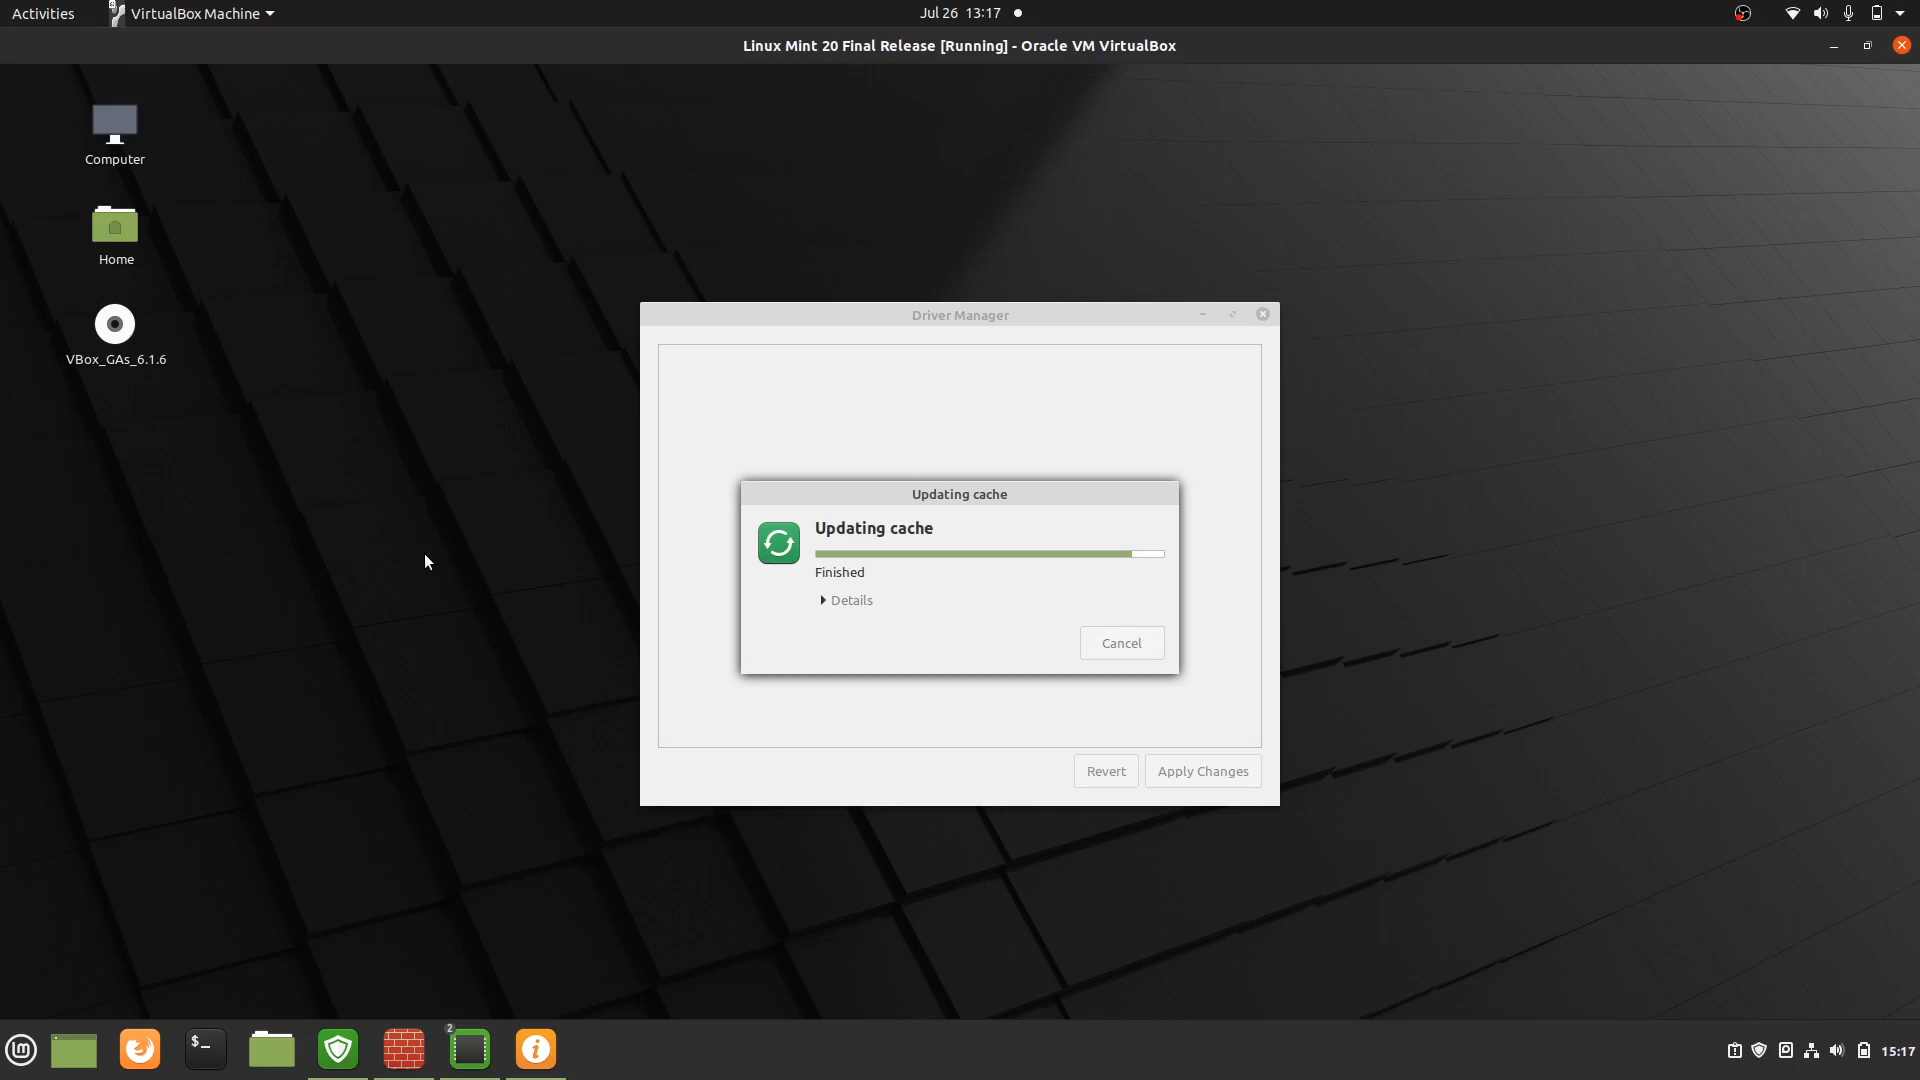 Activities
VirtualBox Machine
Jul 26 13:17
Linux Mint 20 Final Release [Running] - Oracle VM VirtualBox
Computer
Home
VBox_GAs_6.1.6
Driver Manager
Updating cache
Updating cache
Finished
Details
Cancel
Revert
Apply Changes
$_
2
15:17